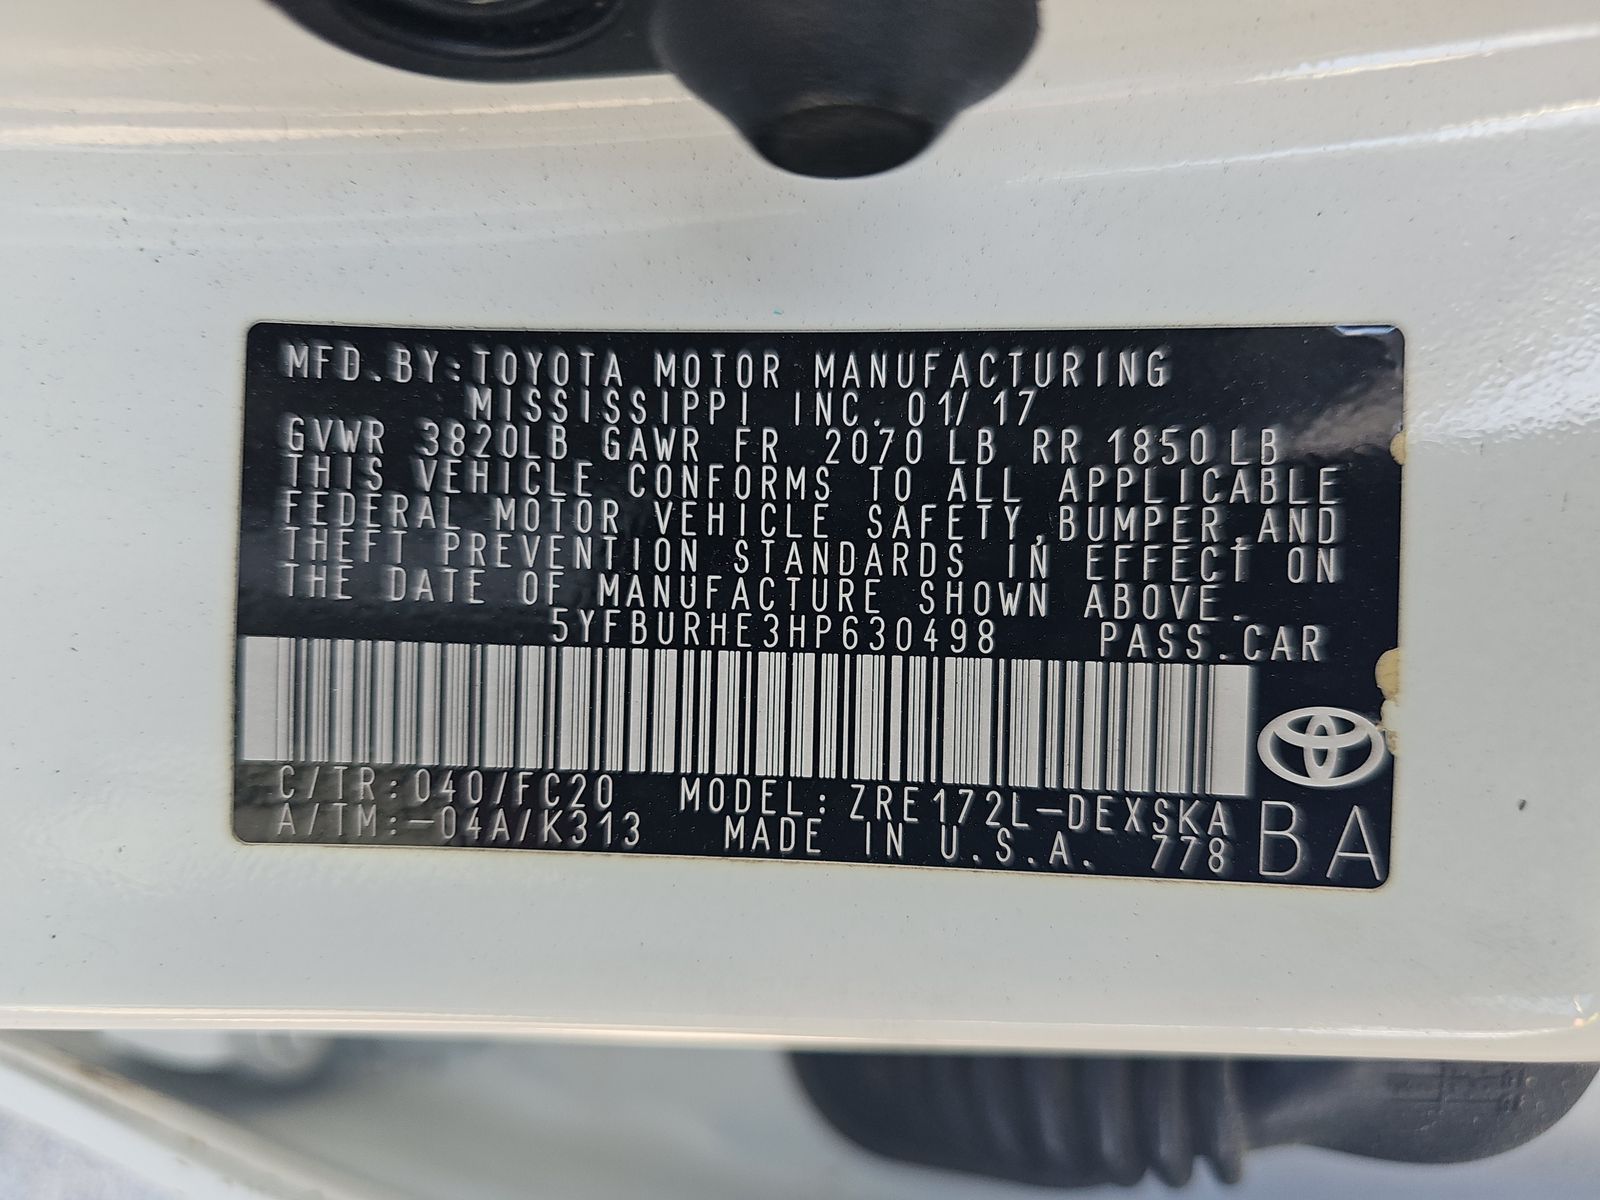 MFD.BY:TOYOTA MOTOR MANUFACTURING
MISSISSIPPI INC. 01/17
GVWR 3820LB GAWR FR 2070LB RR 1850LB
THIS VEHICLE CONFORMS TO ALL APPLICABLE
FEDERAL MOTOR VEHICLE SAFETY,BUMPER,AND
THEFT PREVENTION STANDARDS IN EFFECT ON
THE DATE OF MANUFACTURE SHOWN ABOVE.
5YFBURHE3HP630498 PASS.CAR
C/TR:040/FC20 MODEL:ZRE172L-DEXSKA
A/TM:-04A/K313 MADE IN U.S.A. 778
BA